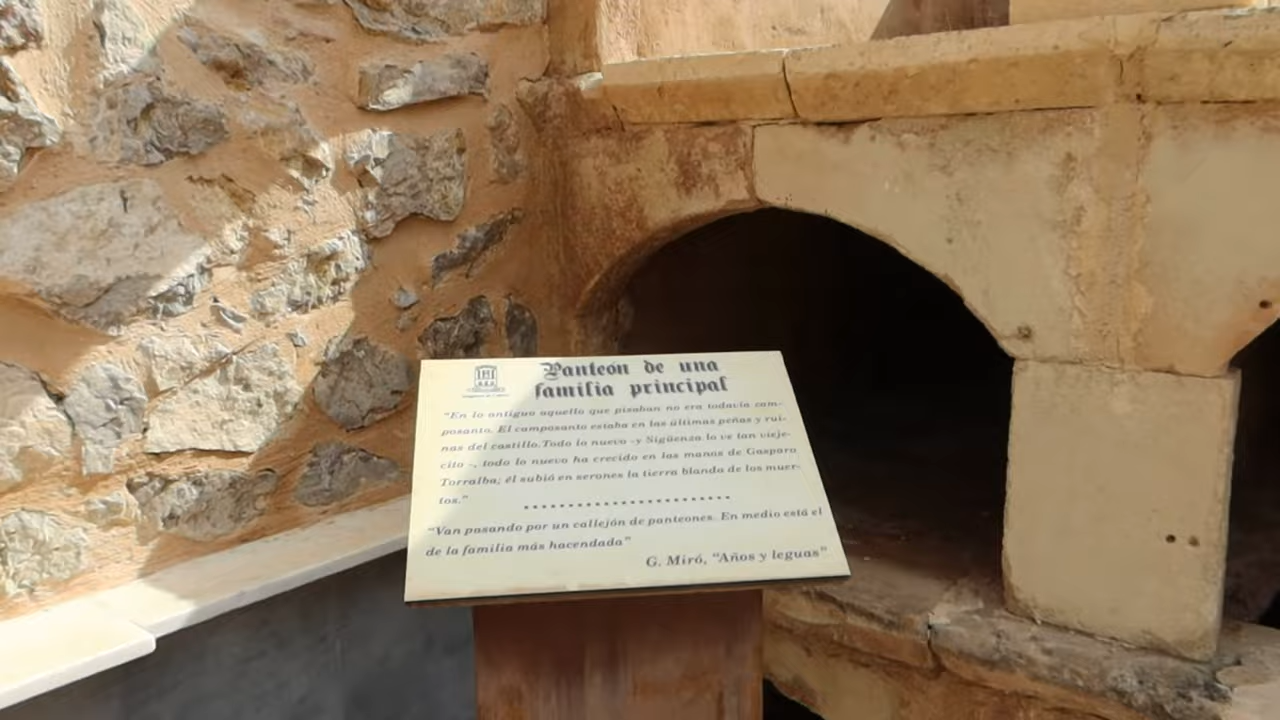 Panteón de una
familia principal
"En lo antiguo aquello que pisaban no era todavía cam-
posanto. El camposanto estaba en las últimas peñas y rui-
nas del castillo. Todo lo nuevo -y Sigüenza lo ve tan vieje-
cito -, todo lo nuevo ha crecido en las manos de Gasparo
Torralba; él subió en serones la tierra blanda de los muer-
tos."
"Van pasando por un callejón de panteones. En medio está el
de la familia más hacendada"
G. Miró, "Años y leguas"